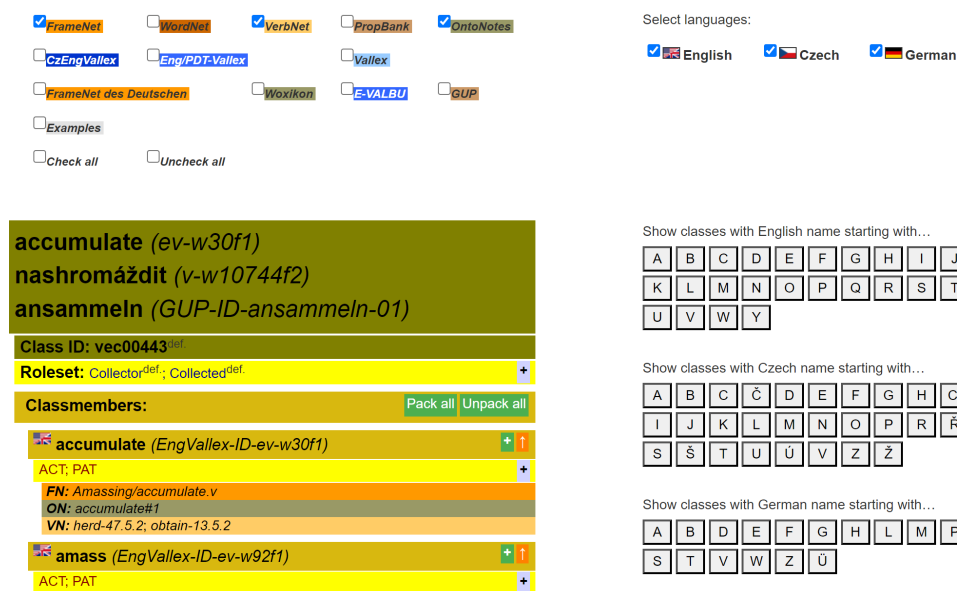 FrameNet WordNet VerbNet PropBank OntoNotes
CzEngVallex Eng/PDT-Vallex Vallex
FrameNet des Deutschen Woxikon E-VALBU GUP
Examples
Check all Uncheck all
Select languages:
English Czech German
accumulate (ev-w30f1)
nashromáždit (v-w10744f2)
ansammeln (GUP-ID-ansammeln-01)
Class ID: vec00443def.
Roleset: Collectordef.; Collecteddef. +
Classmembers: Pack all Unpack all
accumulate (EngVallex-ID-ev-w30f1) + ↑
ACT; PAT +
FN: Amassing/accumulate.v
ON: accumulate#1
VN: herd-47.5.2; obtain-13.5.2
amass (EngVallex-ID-ev-w92f1) + ↑
ACT; PAT +
Show classes with English name starting with…
A B C D E F G H I J
K L M N O P Q R S T
U V W Y
Show classes with Czech name starting with…
A B C Č D E F G H C
I J K L M N O P R Ř
S Š T U Ú V Z Ž
Show classes with German name starting with…
A B D E F G H L M P
S T V W Z Ü